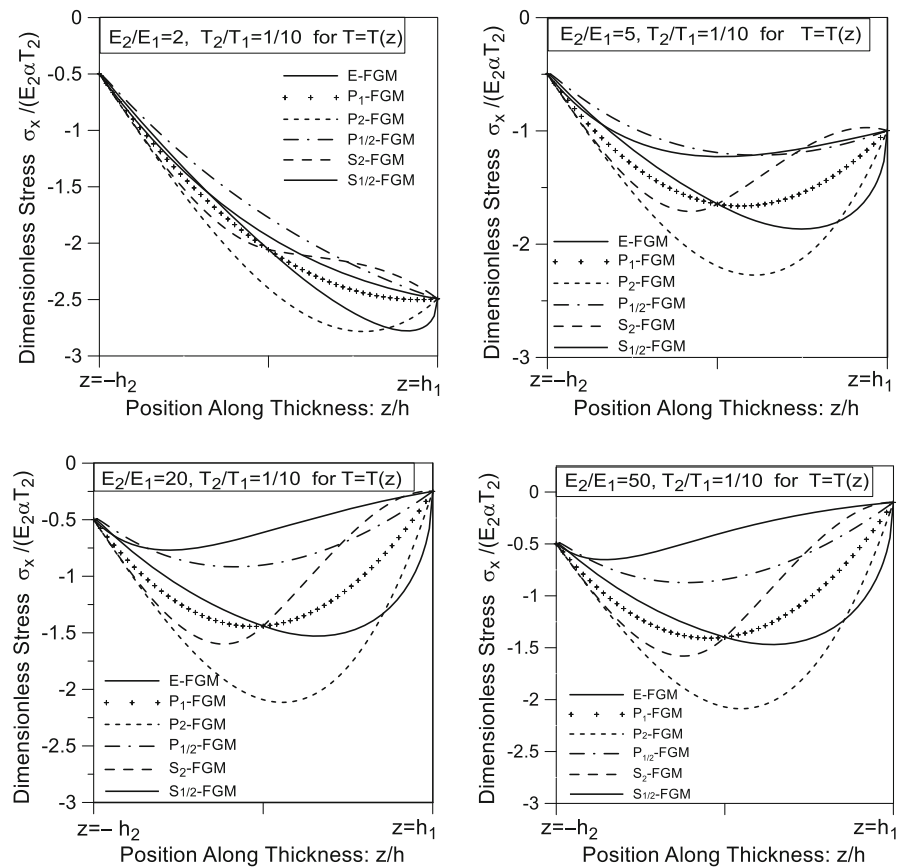 E₂/E₁=2, T₂/T₁=1/10 for T=T(z)
Dimensionless Stress σₓ /(E₂αT₂)
0
-0.5
-1
-1.5
-2
-2.5
-3
E-FGM
P₁-FGM
P₂-FGM
P₁/₂-FGM
S₂-FGM
S₁/₂-FGM
z=−h₂
z=h₁
Position Along Thickness: z/h
E₂/E₁=5, T₂/T₁=1/10 for T=T(z)
Dimensionless Stress σₓ /(E₂αT₂)
0
-1
-2
-3
E-FGM
P₁-FGM
P₂-FGM
P₁/₂-FGM
S₂-FGM
S₁/₂-FGM
z=−h₂
z=h₁
Position Along Thickness: z/h
E₂/E₁=20, T₂/T₁=1/10 for T=T(z)
Dimensionless Stress σₓ /(E₂αT₂)
0
-0.5
-1
-1.5
-2
-2.5
-3
E-FGM
P₁-FGM
P₂-FGM
P₁/₂-FGM
S₂-FGM
S₁/₂-FGM
z=− h₂
z=h₁
Position Along Thickness: z/h
E₂/E₁=50, T₂/T₁=1/10 for T=T(z)
Dimensionless Stress σₓ /(E₂αT₂)
0
-0.5
-1
-1.5
-2
-2.5
-3
E-FGM
P₁-FGM
P₂-FGM
P₁/₂-FGM
S₂-FGM
S₁/₂-FGM
z=−h₂
z=h₁
Position Along Thickness: z/h